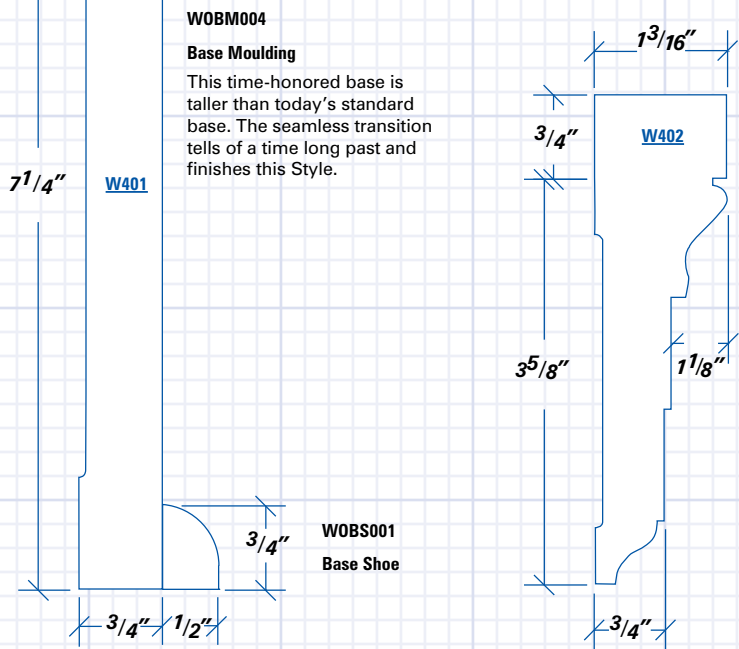 WOBM004
Base Moulding
This time-honored base is
taller than today's standard
base. The seamless transition
tells of a time long past and
finishes this Style.
7 1/4"
W401
3/4"
WOBS001
Base Shoe
3/4"
1/2"
1 3/16"
3/4"
W402
3 5/8"
1 1/8"
3/4"